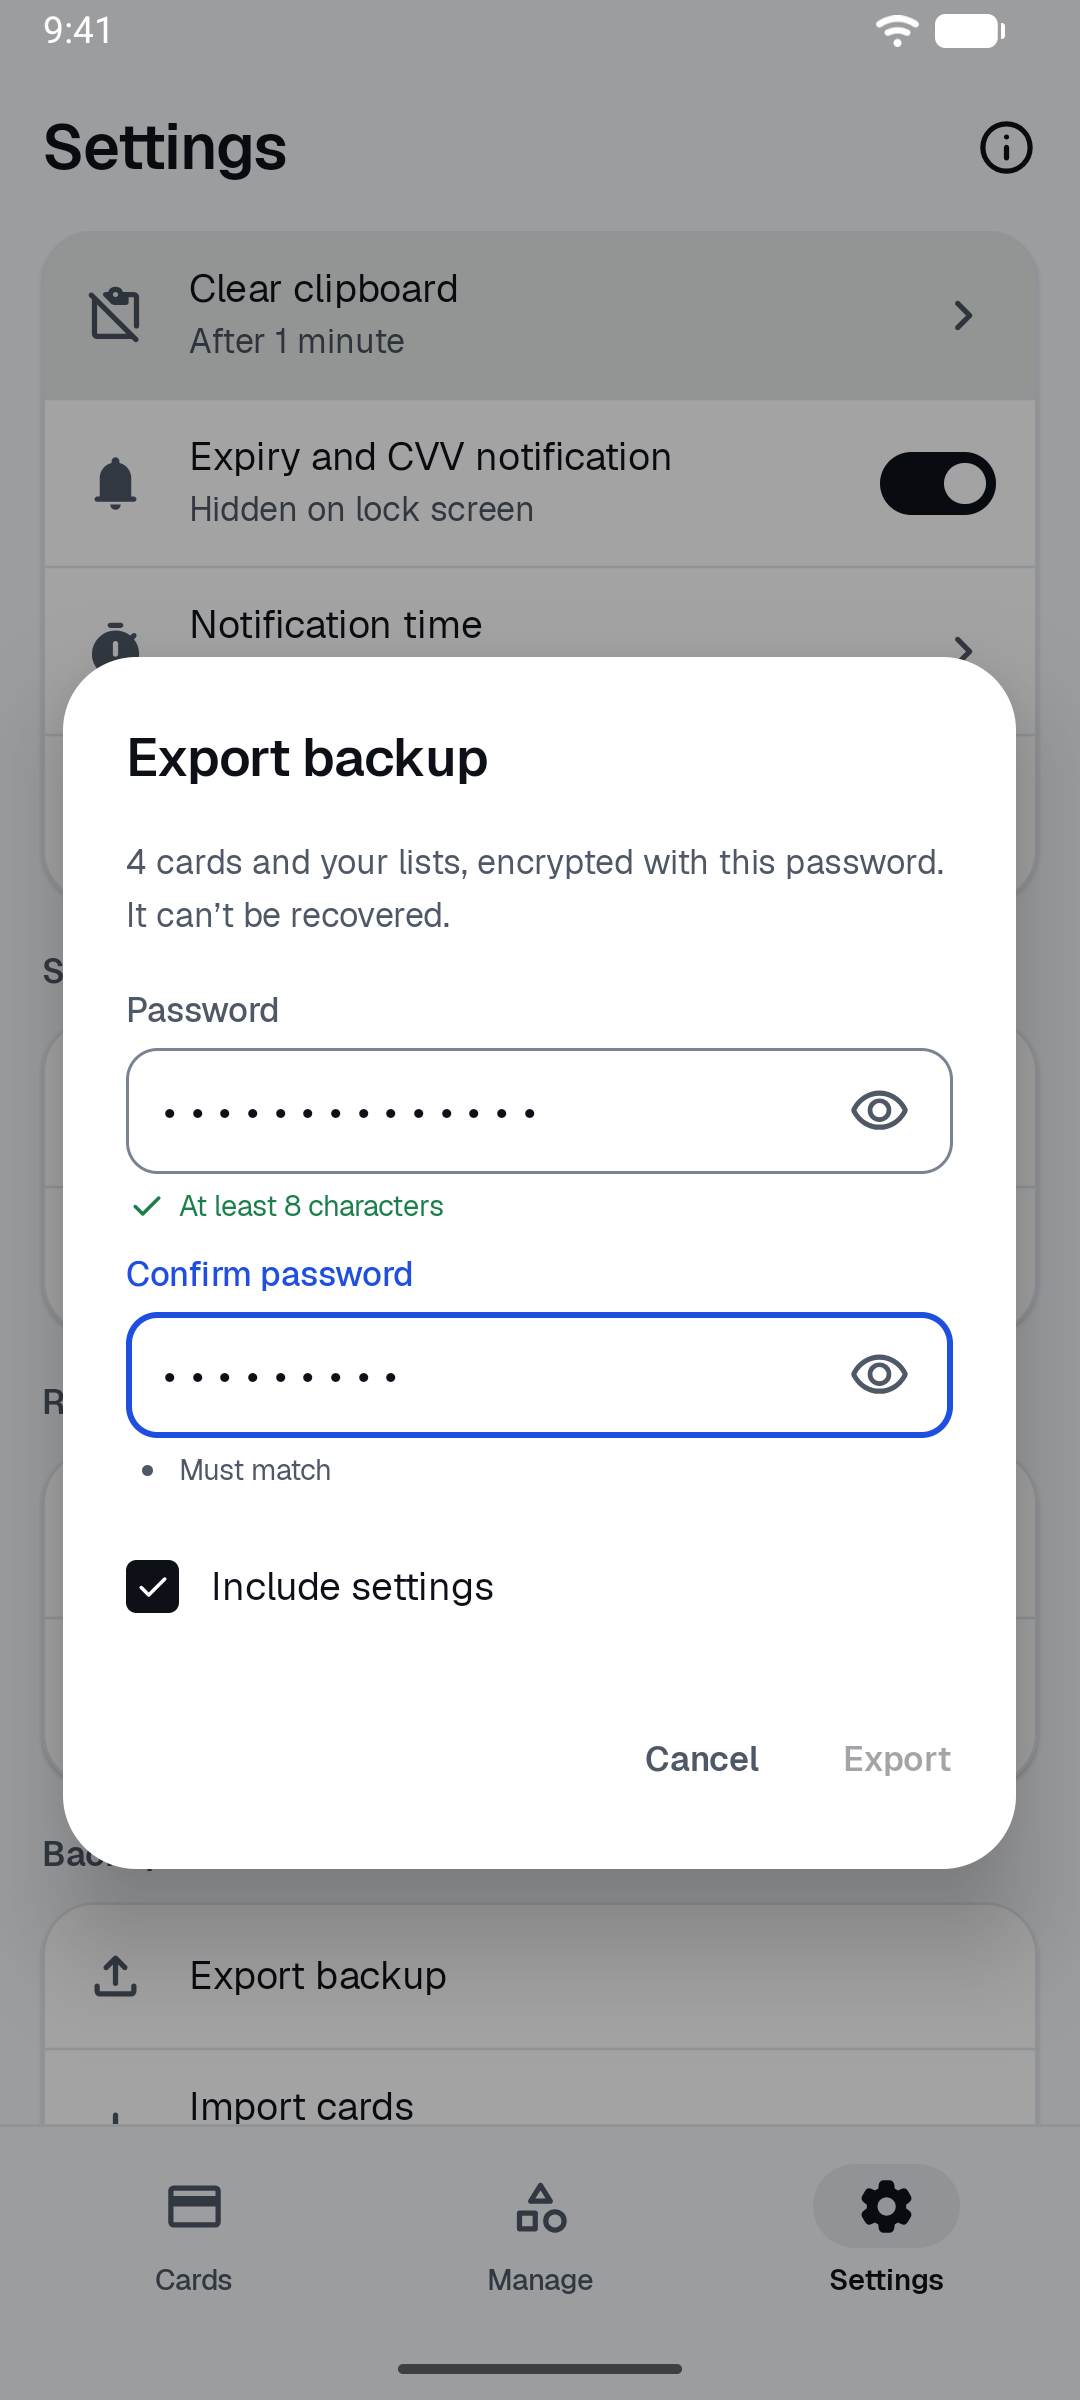 9:41
Settings
Clear clipboard
After 1 minute
Expiry and CVV notification
Hidden on lock screen
Notification time
Export backup
4 cards and your lists, encrypted with this password.
It can’t be recovered.
Password
At least 8 characters
Confirm password
Must match
Include settings
Cancel
Export
Export backup
Import cards
Cards
Manage
Settings